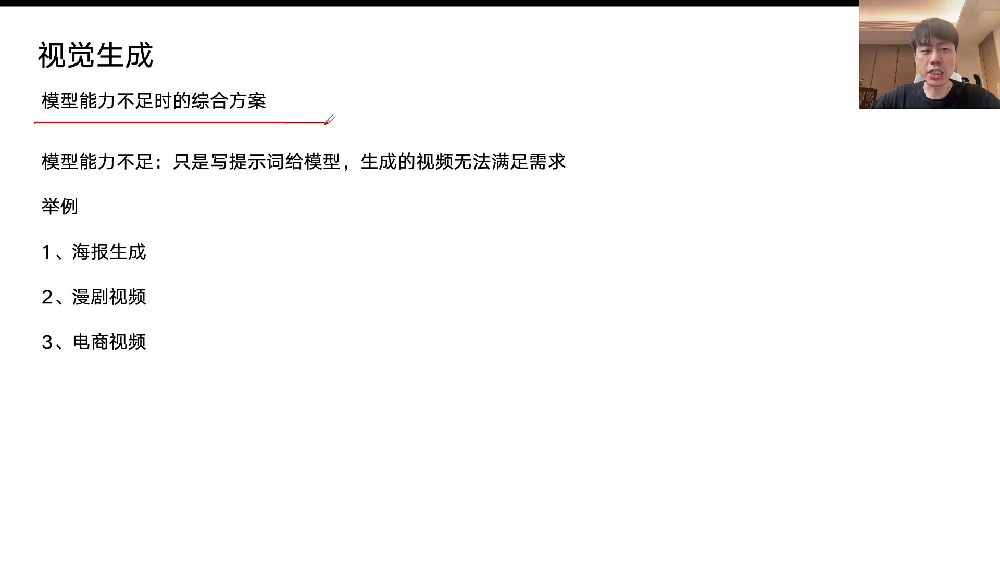 视觉生成
模型能力不足时的综合方案
模型能力不足：只是写提示词给模型，生成的视频无法满足需求
举例
1、海报生成
2、漫剧视频
3、电商视频